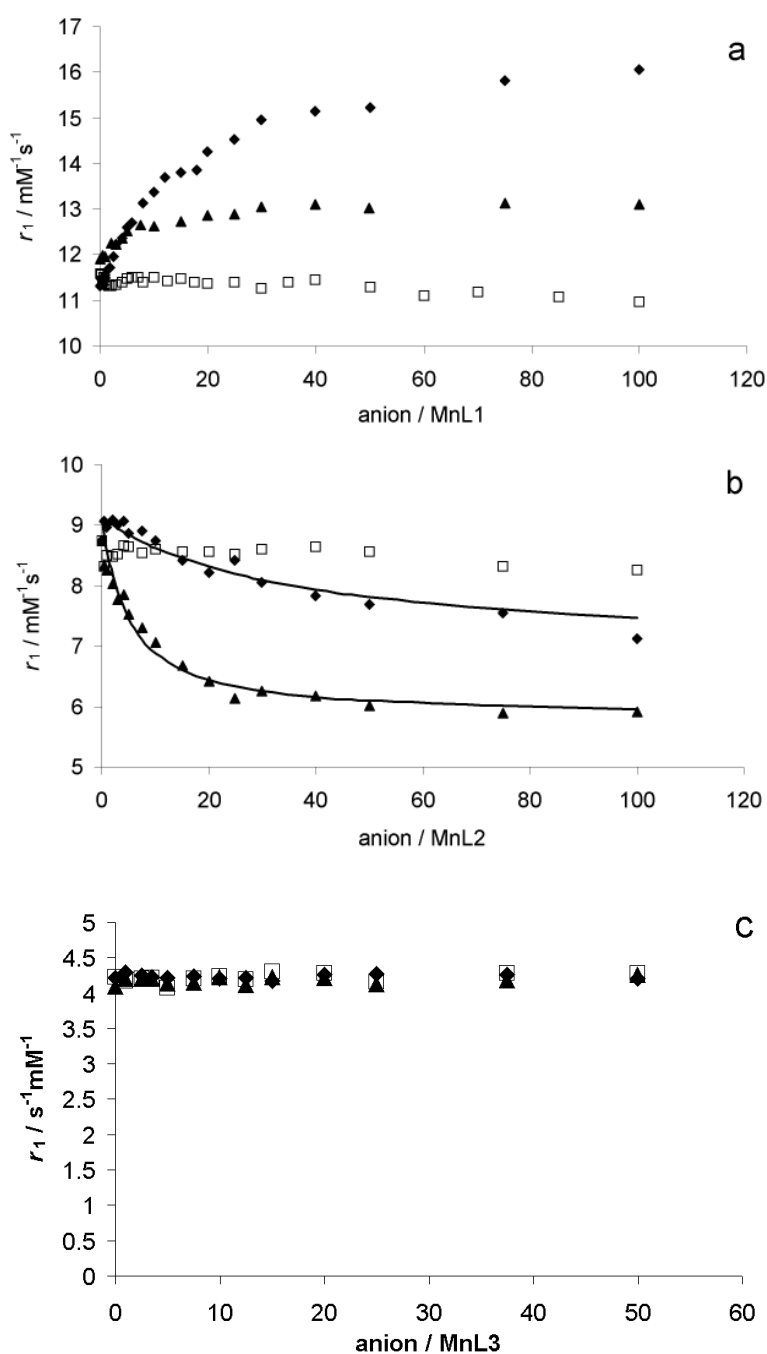 a
17
16
15
14
13
12
11
10
r1 / mM-1s-1
0 20 40 60 80 100 120
anion / MnL1
b
10
9
8
7
6
5
r1 / mM-1s-1
0 20 40 60 80 100 120
anion / MnL2
c
5
4.5
4
3.5
3
2.5
2
1.5
1
0.5
0
r1 / s-1mM-1
0 10 20 30 40 50 60
anion / MnL3